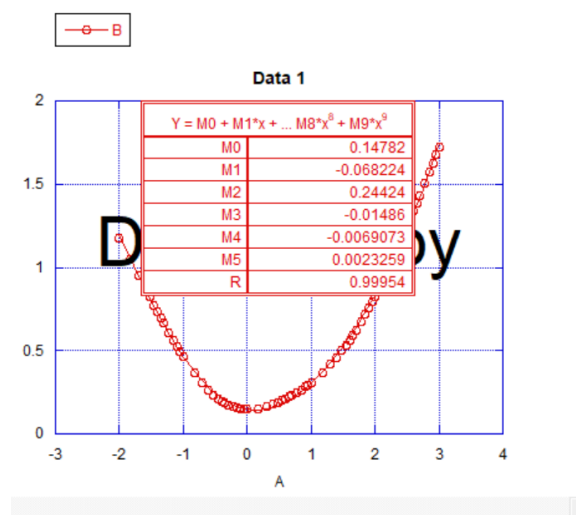 B
Data 1
Y = M0 + M1*x + ... M8*x⁸ + M9*x⁹
M0 0.14782
M1 -0.068224
M2 0.24424
M3 -0.01486
M4 -0.0069073
M5 0.0023259
R 0.99954
2
1.5
1
0.5
0
-3 -2 -1 0 1 2 3 4
A